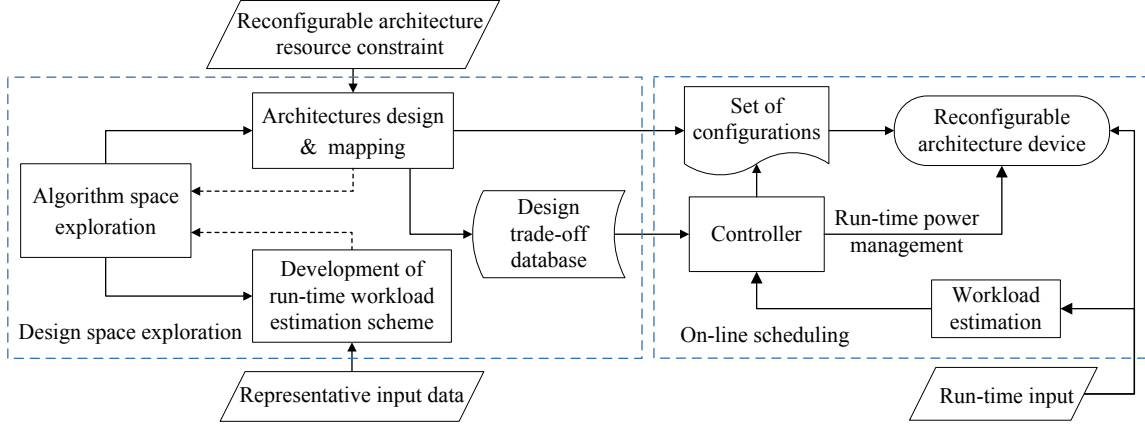 Reconfigurable architecture
resource constraint
Architectures design
& mapping
Set of
configurations
Reconfigurable
architecture device
Algorithm space
exploration
Design
trade-off
database
Controller
Run-time power
management
Development of
run-time workload
estimation scheme
Workload
estimation
Design space exploration
On-line scheduling
Representative input data
Run-time input